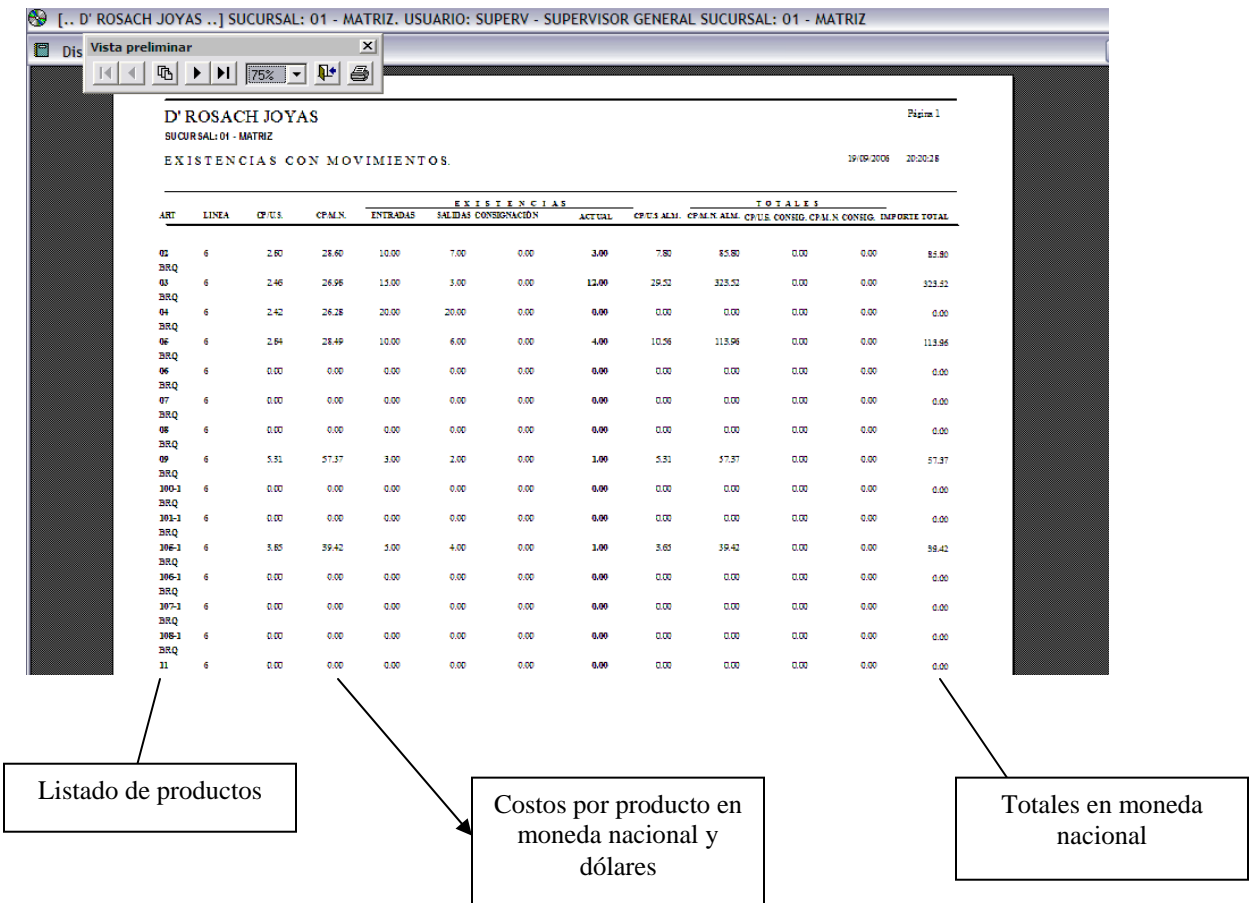 [.. D' ROSACH JOYAS ..] SUCURSAL: 01 - MATRIZ. USUARIO: SUPERV - SUPERVISOR GENERAL SUCURSAL: 01 - MATRIZ
Dis
Vista preliminar
75%
D' ROSACH JOYAS Página 1
SUCURSAL: 01 - MATRIZ
EXISTENCIAS CON MOVIMIENTOS. 19/09/2006 20:20:28
EXISTENCIAS TOTALES
ART LINEA CP/U.S. CP.M.N. ENTRADAS SALIDAS CONSIGNACIÓN ACTUAL CP/U.S ALM. CP.M.N. ALM. CP/U.S. CONSIG. CP.M.N CONSIG. IMPORTE TOTAL
02 6 2.60 28.60 10.00 7.00 0.00 3.00 7.80 85.80 0.00 0.00 85.80
BRQ
03 6 2.46 26.96 15.00 3.00 0.00 12.00 29.52 323.52 0.00 0.00 323.52
BRQ
04 6 2.42 26.28 20.00 20.00 0.00 0.00 0.00 0.00 0.00 0.00 0.00
BRQ
6 2.64 28.49 10.00 6.00 0.00 4.00 10.56 113.96 0.00 0.00 113.96
BRQ
06 6 0.00 0.00 0.00 0.00 0.00 0.00 0.00 0.00 0.00 0.00 0.00
BRQ
07 6 0.00 0.00 0.00 0.00 0.00 0.00 0.00 0.00 0.00 0.00 0.00
BRQ
08 6 0.00 0.00 0.00 0.00 0.00 0.00 0.00 0.00 0.00 0.00 0.00
BRQ
09 6 5.31 57.37 3.00 2.00 0.00 1.00 5.31 57.37 0.00 0.00 57.37
BRQ
100-1 6 0.00 0.00 0.00 0.00 0.00 0.00 0.00 0.00 0.00 0.00 0.00
BRQ
101-1 6 0.00 0.00 0.00 0.00 0.00 0.00 0.00 0.00 0.00 0.00 0.00
BRQ
6 3.65 39.42 5.00 4.00 0.00 1.00 3.65 39.42 0.00 0.00 39.42
BRQ
106-1 6 0.00 0.00 0.00 0.00 0.00 0.00 0.00 0.00 0.00 0.00 0.00
BRQ
107-1 6 0.00 0.00 0.00 0.00 0.00 0.00 0.00 0.00 0.00 0.00 0.00
BRQ
108-1 6 0.00 0.00 0.00 0.00 0.00 0.00 0.00 0.00 0.00 0.00 0.00
BRQ
11 6 0.00 0.00 0.00 0.00 0.00 0.00 0.00 0.00 0.00 0.00 0.00
Listado de productos
Costos por producto en
moneda nacional y
dólares
Totales en moneda
nacional